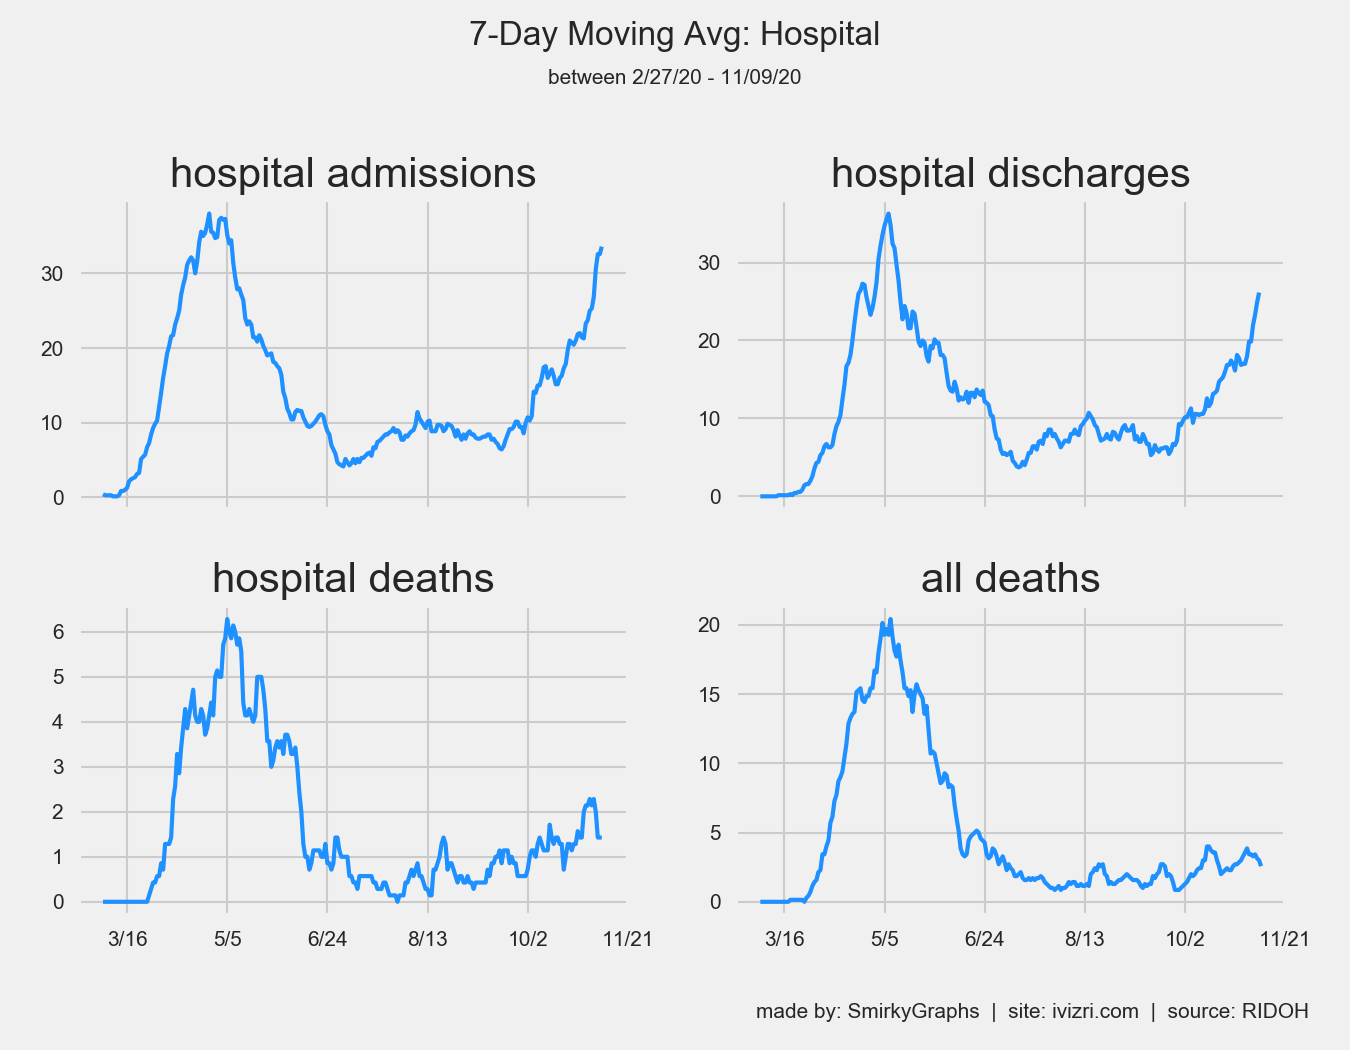 7-Day Moving Avg: Hospital
between 2/27/20 - 11/09/20
hospital admissions
30
20
10
0
hospital discharges
30
20
10
0
hospital deaths
6
5
4
3
2
1
0
3/16 5/5 6/24 8/13 10/2 11/21
all deaths
20
15
10
5
0
3/16 5/5 6/24 8/13 10/2 11/21
made by: SmirkyGraphs | site: ivizri.com | source: RIDOH